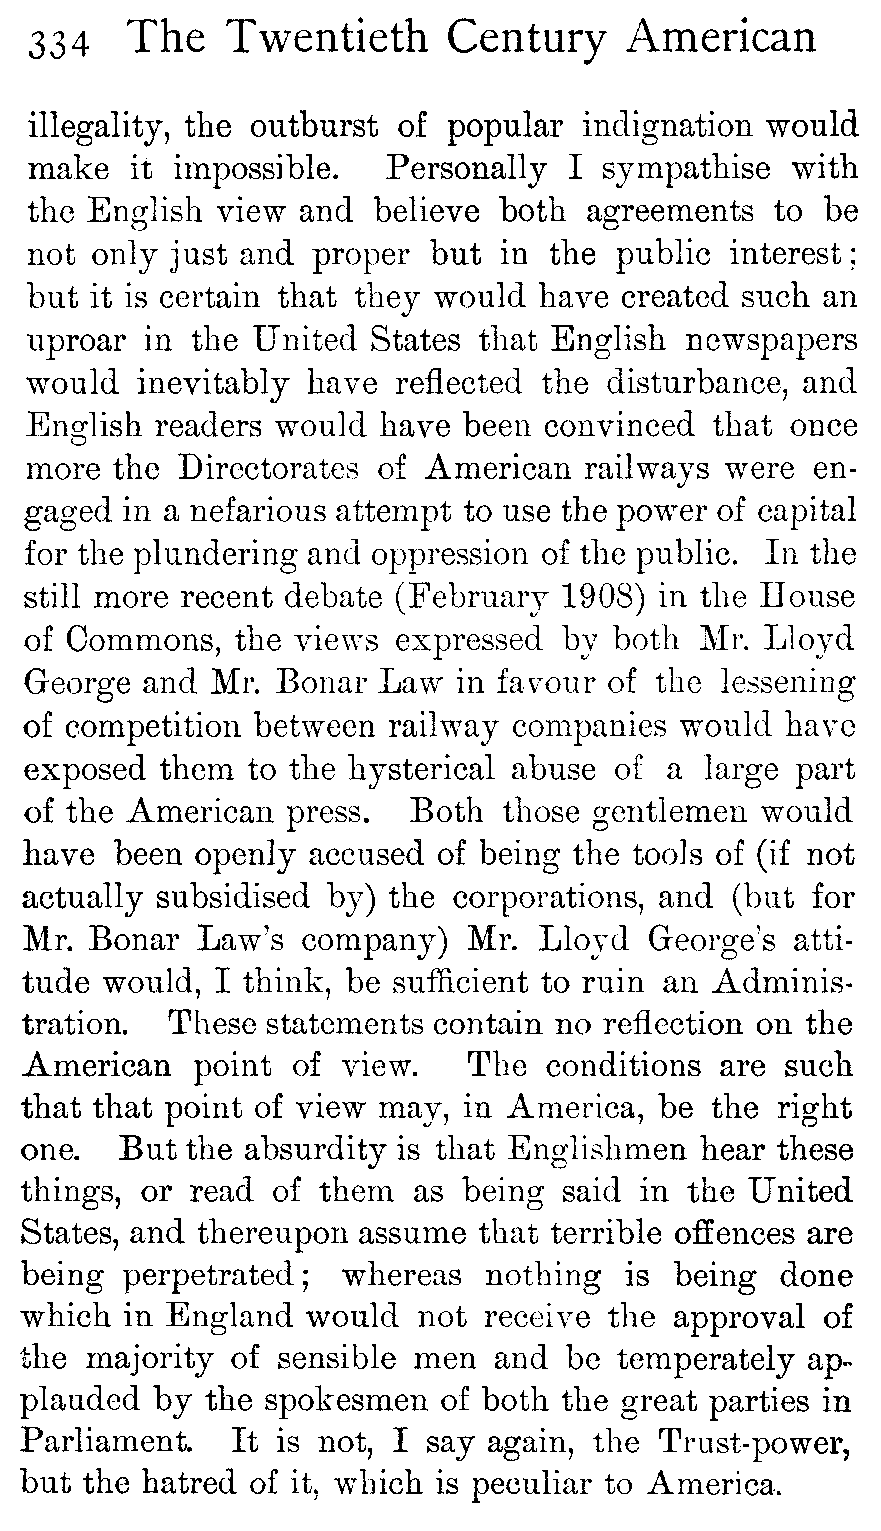 334 The Twentieth Century American
illegality, the outburst of popular indignation would
make it impossible. Personally I sympathise with
the English view and believe both agreements to be
not only just and proper but in the public interest;
but it is certain that they would have created such an
uproar in the United States that English newspapers
would inevitably have reflected the disturbance, and
English readers would have been convinced that once
more the Directorates of American railways were en-
gaged in a nefarious attempt to use the power of capital
for the plundering and oppression of the public. In the
still more recent debate (February 1908) in the House
of Commons, the views expressed by both Mr. Lloyd
George and Mr. Bonar Law in favour of the lessening
of competition between railway companies would have
exposed them to the hysterical abuse of a large part
of the American press. Both those gentlemen would
have been openly accused of being the tools of (if not
actually subsidised by) the corporations, and (but for
Mr. Bonar Law's company) Mr. Lloyd George's atti-
tude would, I think, be sufficient to ruin an Adminis-
tration. These statements contain no reflection on the
American point of view. The conditions are such
that that point of view may, in America, be the right
one. But the absurdity is that Englishmen hear these
things, or read of them as being said in the United
States, and thereupon assume that terrible offences are
being perpetrated; whereas nothing is being done
which in England would not receive the approval of
the majority of sensible men and be temperately ap-
plauded by the spokesmen of both the great parties in
Parliament. It is not, I say again, the Trust-power,
but the hatred of it, which is peculiar to America.